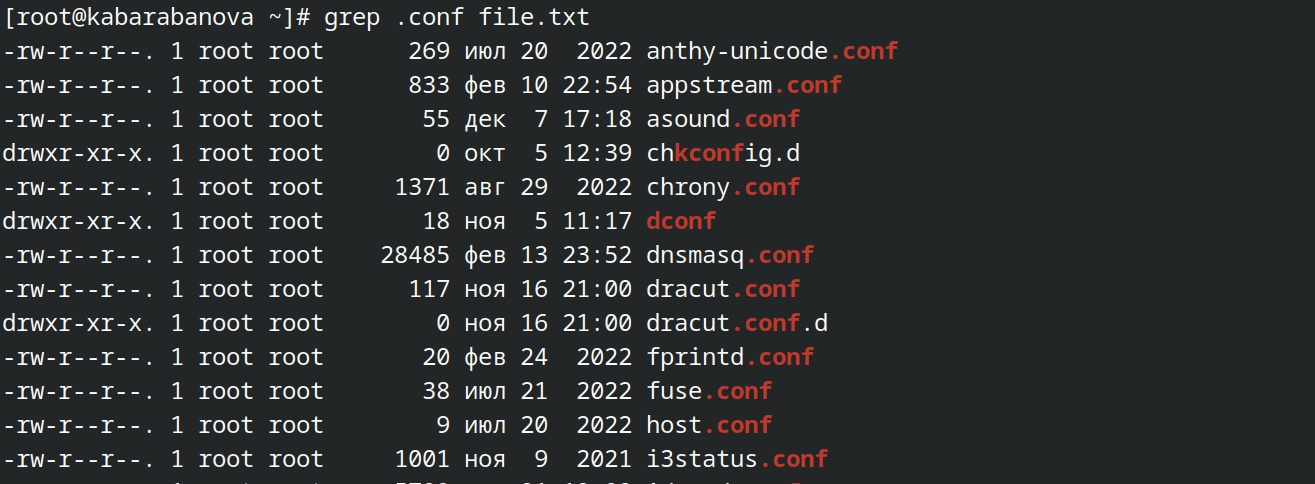 [root@kabarabanova ~]# grep .conf file.txt
-rw-r--r--. 1 root root      269 июл 20  2022 anthy-unicode.conf
-rw-r--r--. 1 root root      833 фев 10 22:54 appstream.conf
-rw-r--r--. 1 root root       55 дек  7 17:18 asound.conf
drwxr-xr-x. 1 root root        0 окт  5 12:39 chkconfig.d
-rw-r--r--. 1 root root     1371 авг 29  2022 chrony.conf
drwxr-xr-x. 1 root root       18 ноя  5 11:17 dconf
-rw-r--r--. 1 root root    28485 фев 13 23:52 dnsmasq.conf
-rw-r--r--. 1 root root      117 ноя 16 21:00 dracut.conf
drwxr-xr-x. 1 root root        0 ноя 16 21:00 dracut.conf.d
-rw-r--r--. 1 root root       20 фев 24  2022 fprintd.conf
-rw-r--r--. 1 root root       38 июл 21  2022 fuse.conf
-rw-r--r--. 1 root root        9 июл 20  2022 host.conf
-rw-r--r--. 1 root root     1001 ноя  9  2021 i3status.conf